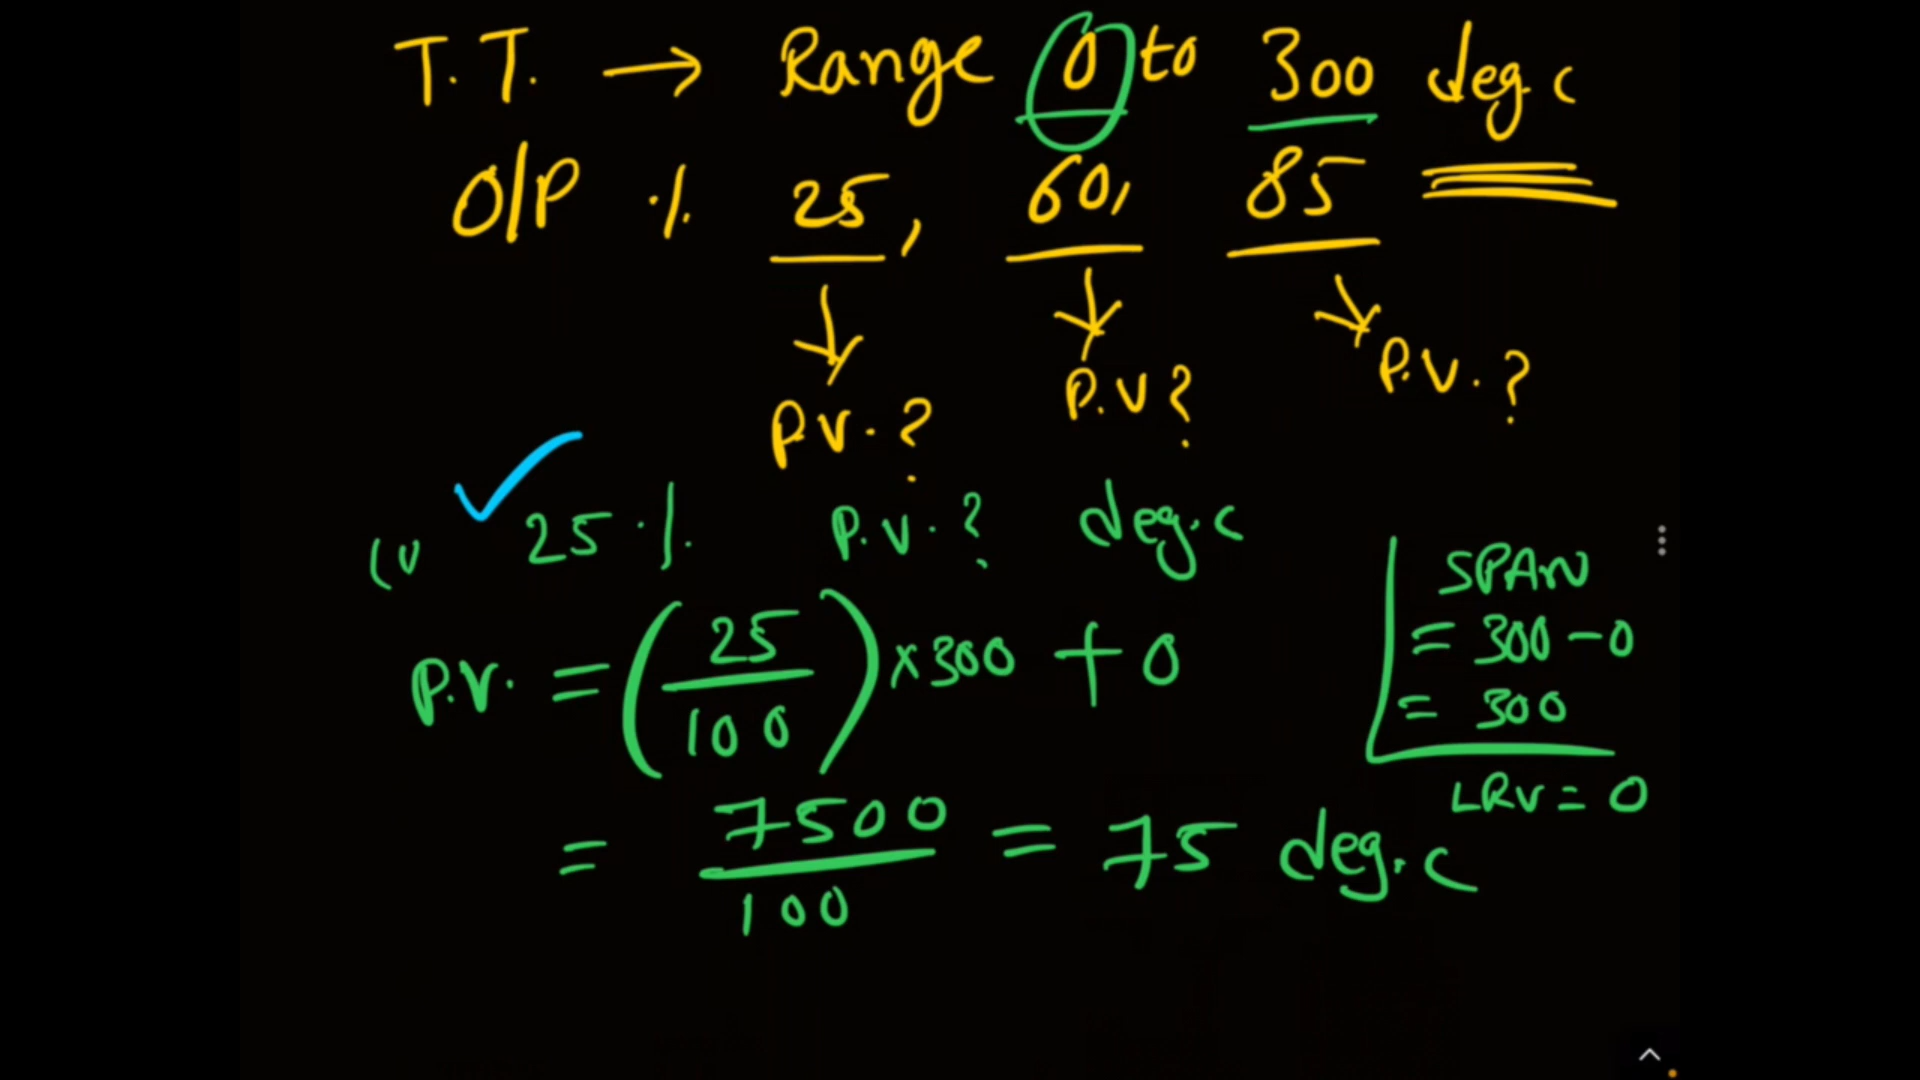 T.T. → Range 0 to 300 deg c
O/P % 25, 60, 85
P.V.? P.V? P.V.?
25 % P.V.? deg.c
P.V. = (25/100) x 300 + 0
= 7500/100 = 75 deg.c
SPAN
= 300 - 0
= 300
LRV = 0